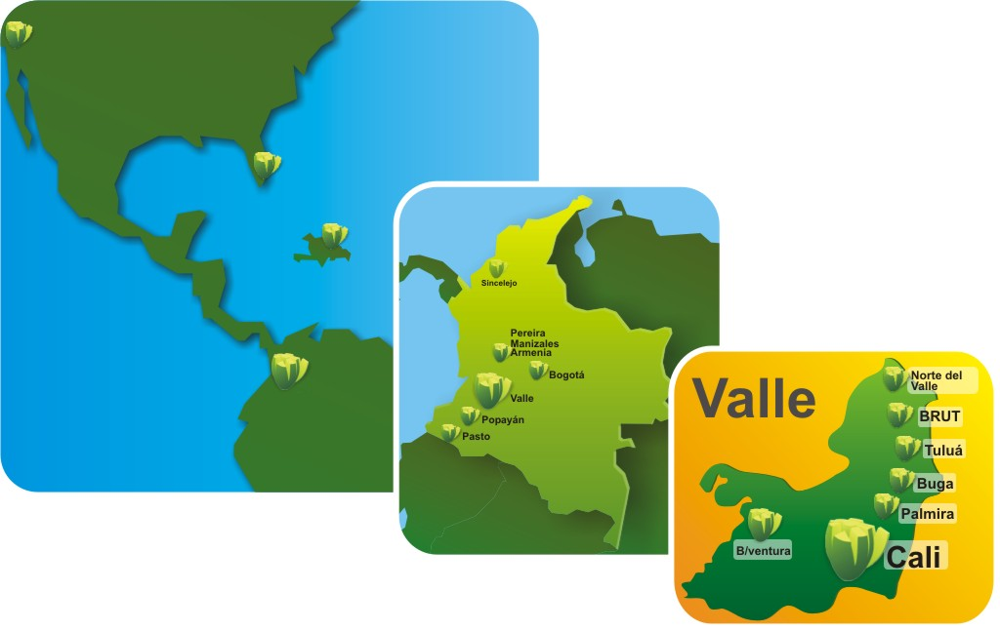 Sincelejo
Pereira
Manizales
Armenia
Bogotá
Valle
Popayán
Pasto
Valle
Norte del
Valle
BRUT
Tuluá
Buga
Palmira
Cali
B/ventura